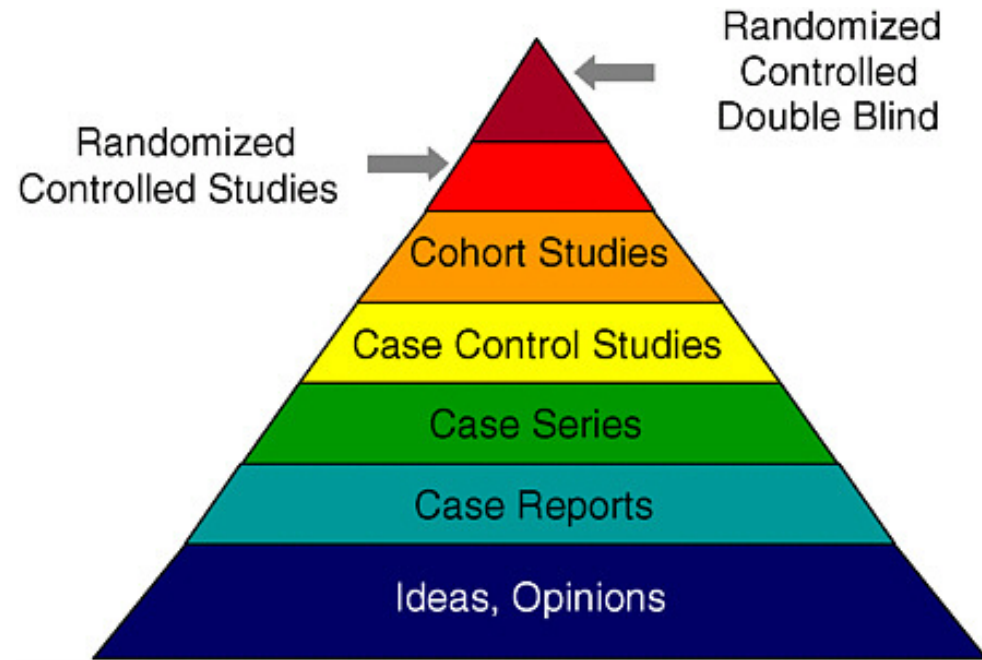 Randomized
Controlled
Double Blind
Randomized
Controlled Studies
Cohort Studies
Case Control Studies
Case Series
Case Reports
Ideas, Opinions